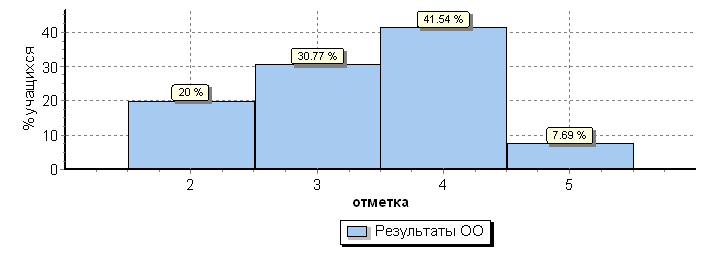 % учащихся
40
30
20
10
0
20 %
30.77 %
41.54 %
7.69 %
2 3 4 5
отметка
Результаты ОО